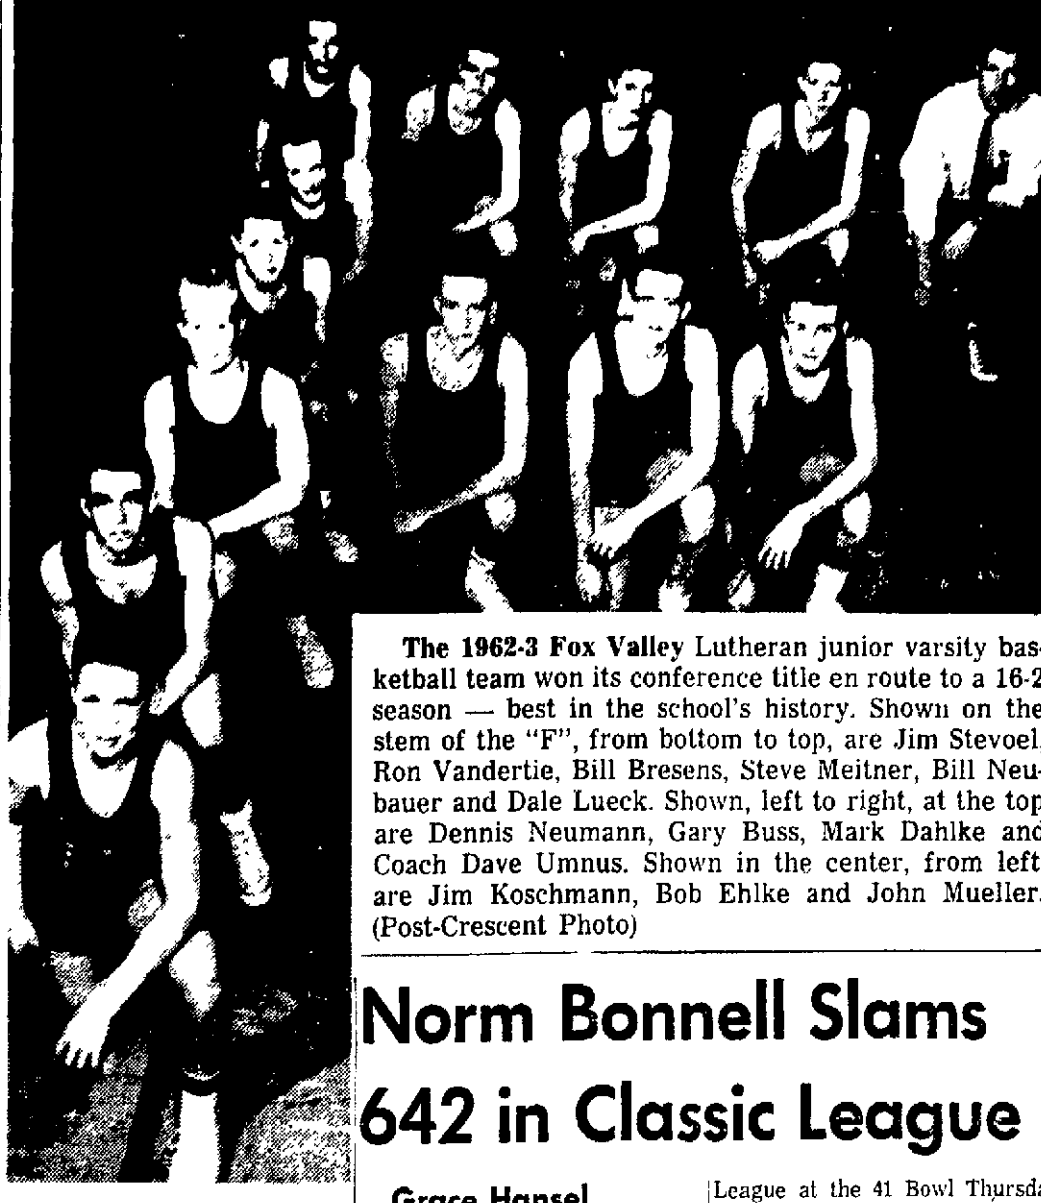 The 1962-3 Fox Valley Lutheran junior varsity bas-
ketball team won its conference title en route to a 16-2
season — best in the school's history. Shown on the
stem of the "F", from bottom to top, are Jim Stevoel,
Ron Vandertie, Bill Bresens, Steve Meitner, Bill Neu-
bauer and Dale Lueck. Shown, left to right, at the top
are Dennis Neumann, Gary Buss, Mark Dahlke and
Coach Dave Umnus. Shown in the center, from left
are Jim Koschmann, Bob Ehlke and John Mueller.
(Post-Crescent Photo)
Norm Bonnell Slams
642 in Classic League
Grace Hansel
League at the 41 Bowl Thursda